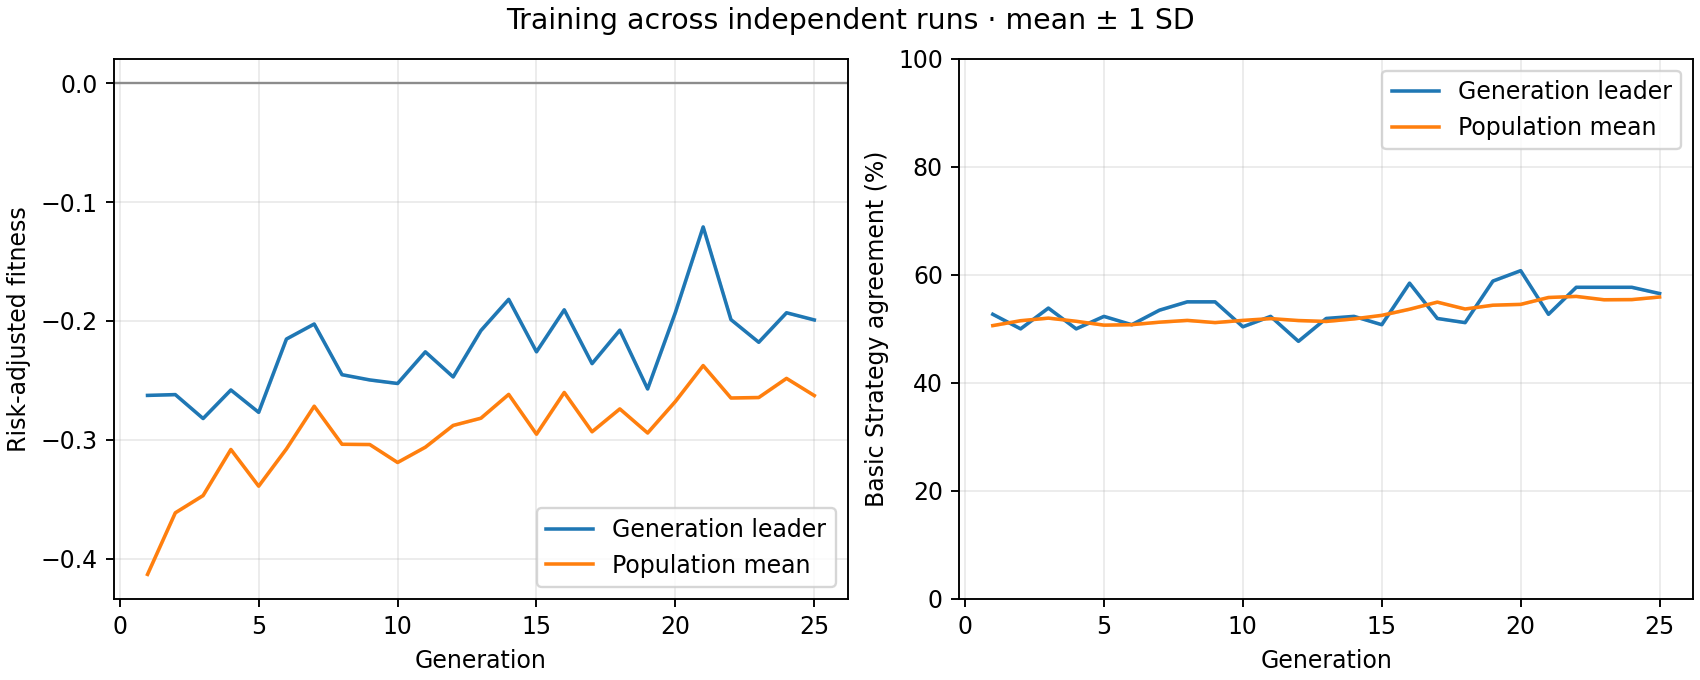 Training across independent runs · mean ± 1 SD
Risk-adjusted fitness
0.0
−0.1
−0.2
−0.3
−0.4
Generation leader
Population mean
0 5 10 15 20 25
Generation
Basic Strategy agreement (%)
100
80
60
40
20
0
Generation leader
Population mean
0 5 10 15 20 25
Generation